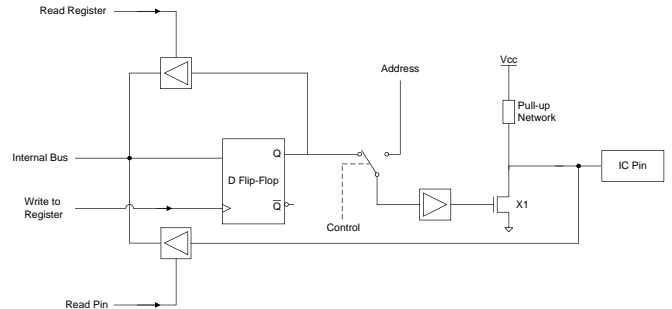 Read Register
Address
Vcc
Pull-up
Network
Internal Bus
Q
D Flip-Flop
IC Pin
Write to
Register
Q
X1
Control
Read Pin